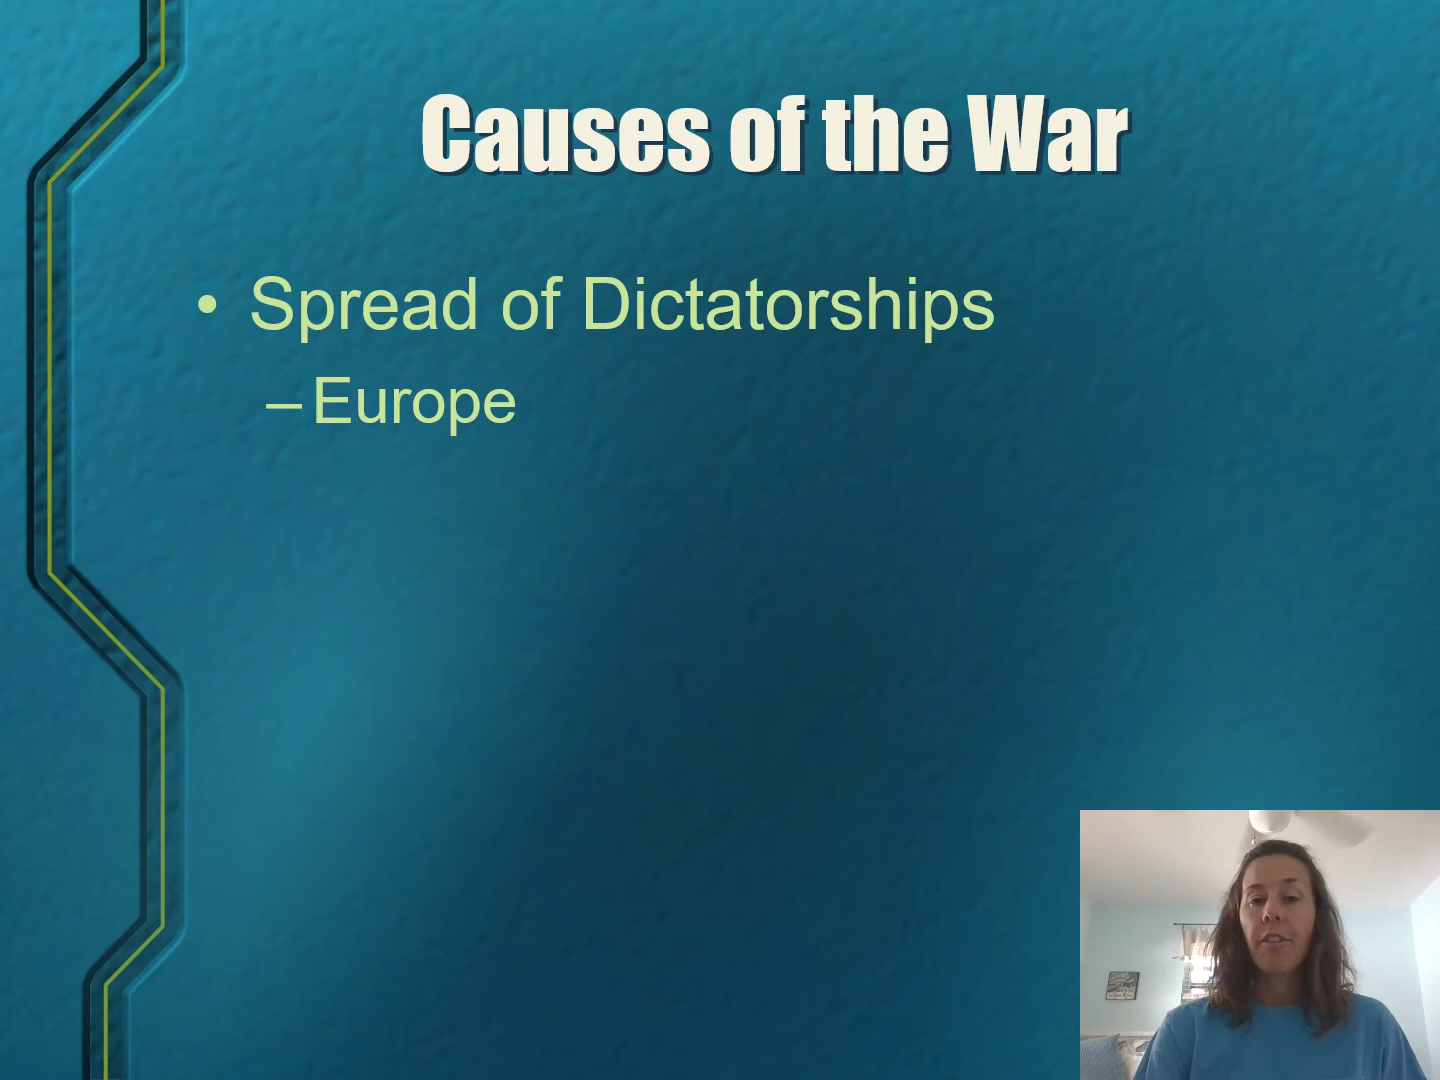 Causes of the War
• Spread of Dictatorships
– Europe